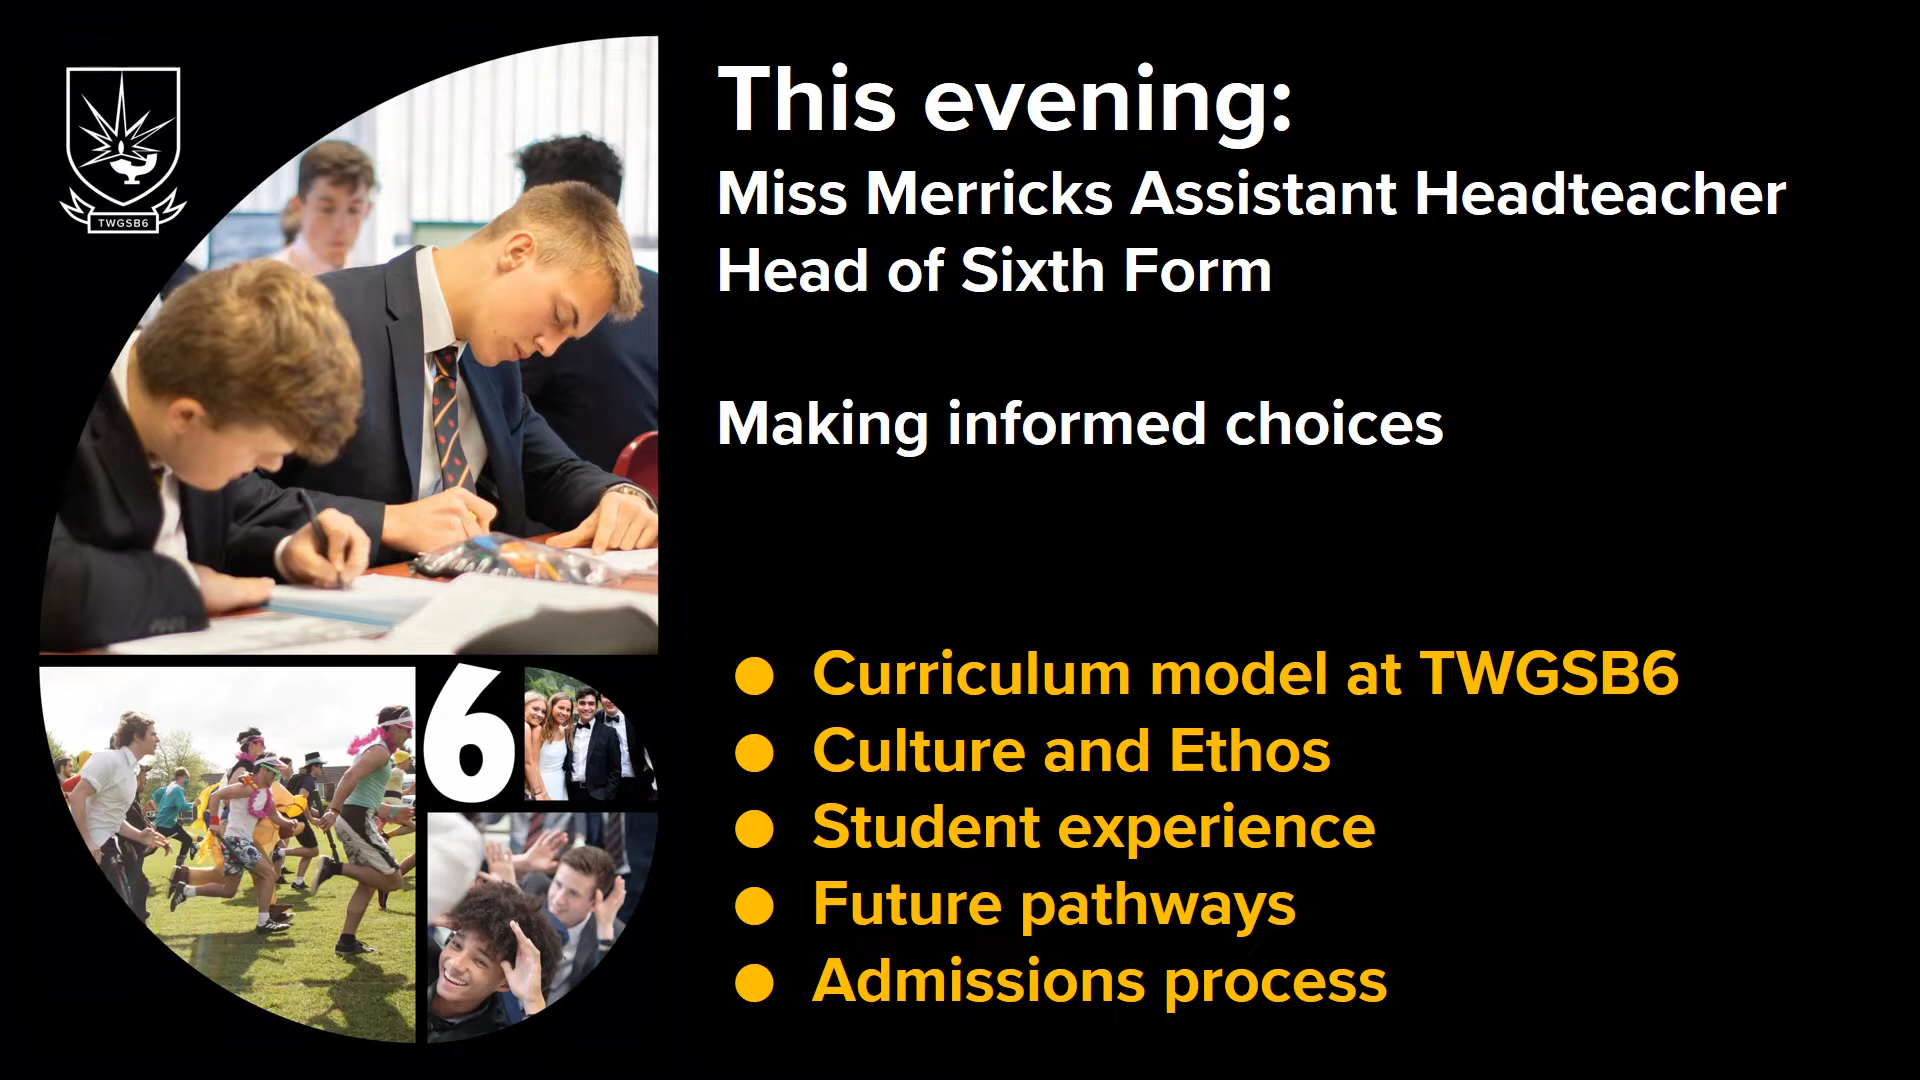 TWGSB6
This evening:
Miss Merricks Assistant Headteacher
Head of Sixth Form
Making informed choices
6
● Curriculum model at TWGSB6
● Culture and Ethos
● Student experience
● Future pathways
● Admissions process